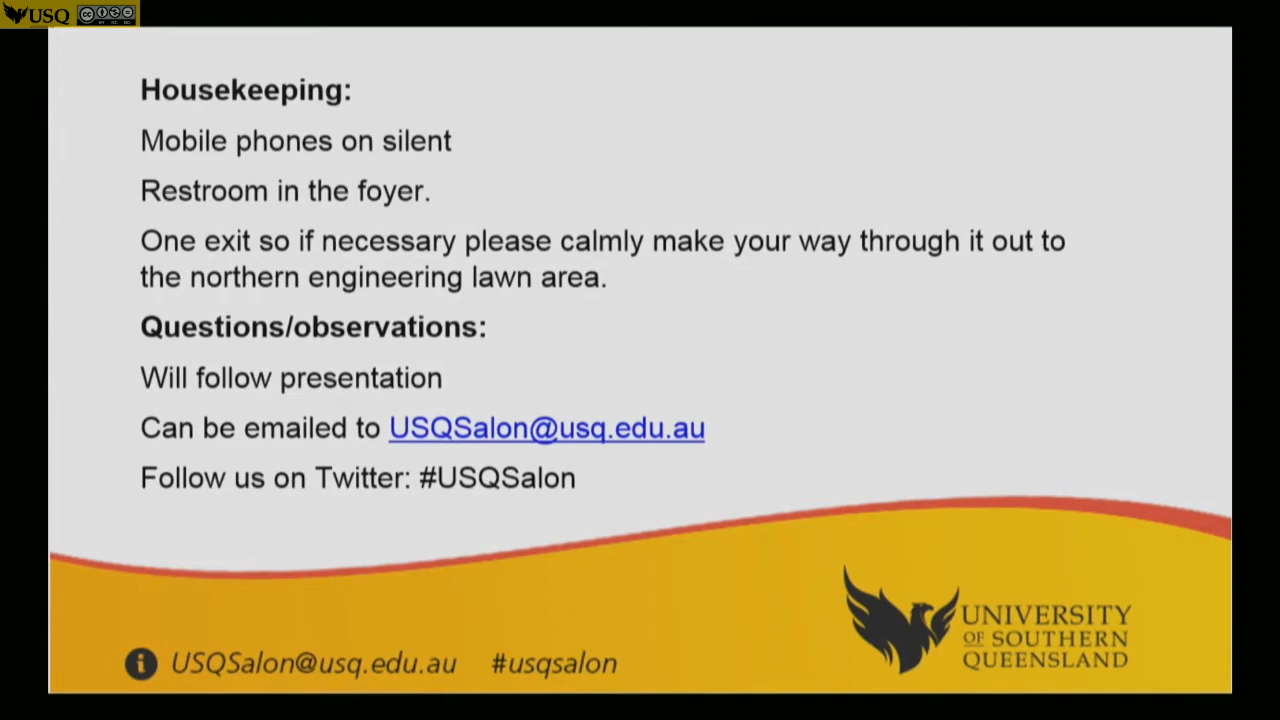 USQ
Housekeeping:
Mobile phones on silent
Restroom in the foyer.
One exit so if necessary please calmly make your way through it out to
the northern engineering lawn area.
Questions/observations:
Will follow presentation
Can be emailed to USQSalon@usq.edu.au
Follow us on Twitter: #USQSalon
i USQSalon@usq.edu.au #usqsalon
UNIVERSITY
OF SOUTHERN
QUEENSLAND